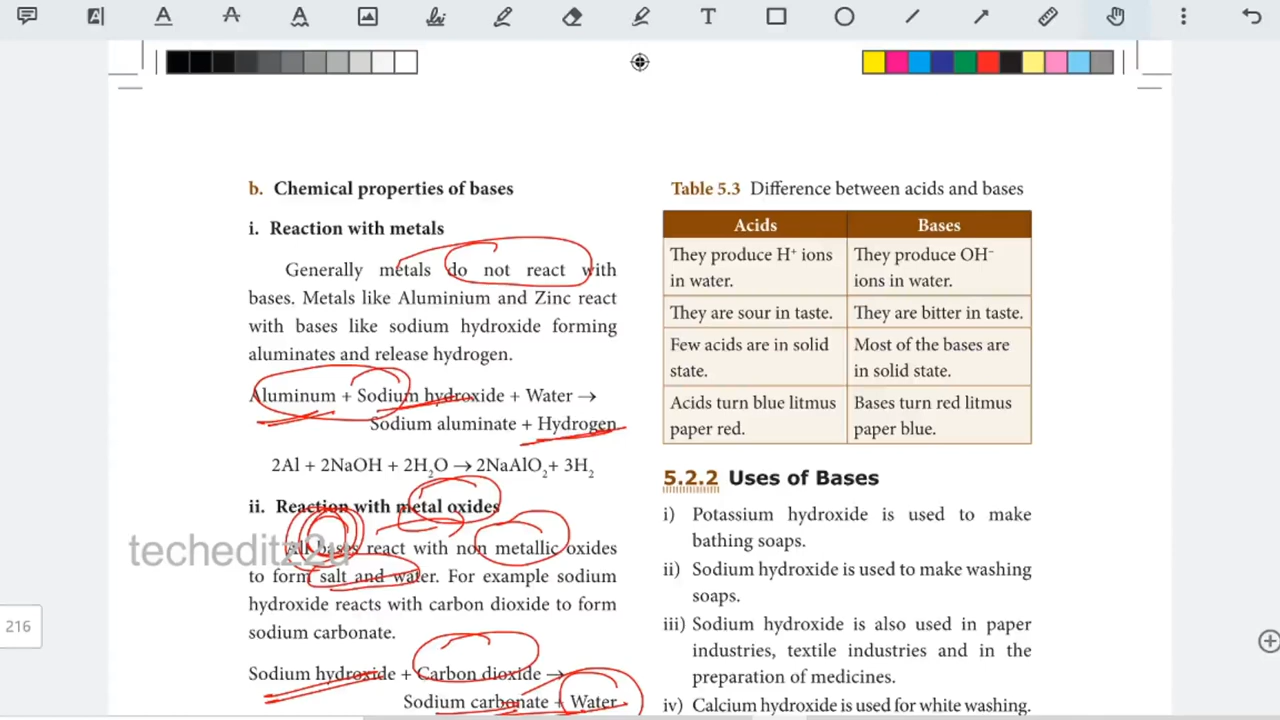 b. Chemical properties of bases
i. Reaction with metals
Generally metals do not react with
bases. Metals like Aluminium and Zinc react
with bases like sodium hydroxide forming
aluminates and release hydrogen.
Aluminum + Sodium hydroxide + Water →
Sodium aluminate + Hydrogen
2Al + 2NaOH + 2H₂O → 2NaAlO₂+ 3H₂
ii. Reaction with metal oxides
All bases react with non metallic oxides
to form salt and water. For example sodium
hydroxide reacts with carbon dioxide to form
sodium carbonate.
Sodium hydroxide + Carbon dioxide →
Sodium carbonate + Water
techeditz2u
216
Table 5.3 Difference between acids and bases
Acids Bases
They produce H⁺ ions
in water.
They produce OH⁻
ions in water.
They are sour in taste. They are bitter in taste.
Few acids are in solid
state.
Most of the bases are
in solid state.
Acids turn blue litmus
paper red.
Bases turn red litmus
paper blue.
5.2.2 Uses of Bases
i) Potassium hydroxide is used to make
bathing soaps.
ii) Sodium hydroxide is used to make washing
soaps.
iii) Sodium hydroxide is also used in paper
industries, textile industries and in the
preparation of medicines.
iv) Calcium hydroxide is used for white washing.